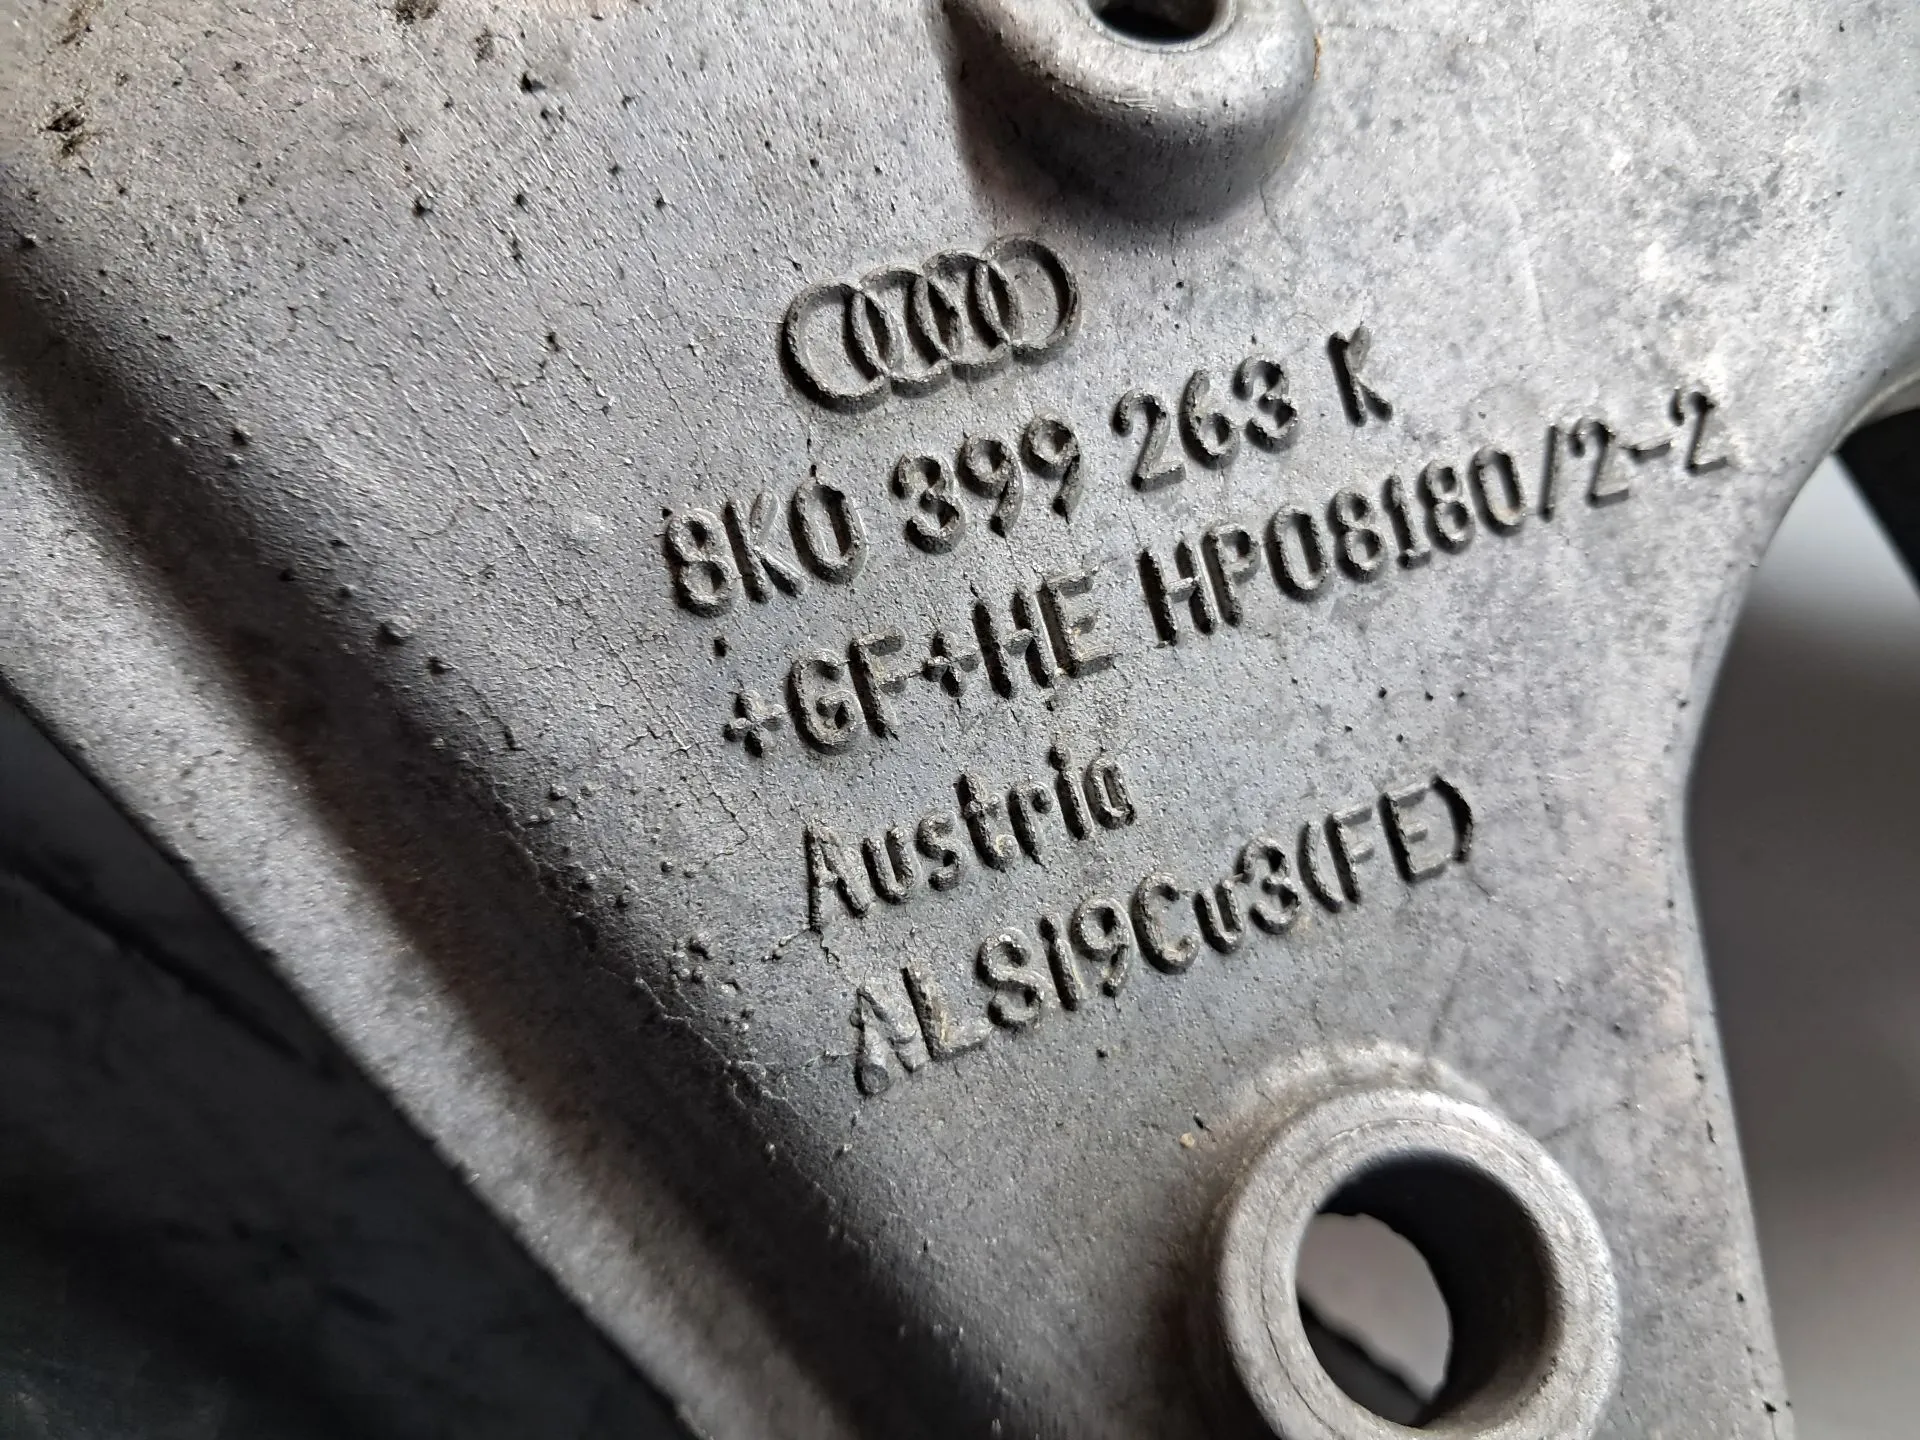 8K0 399 263 K
+GF+HE HP08180/2-2
Austria
ALSI9Cu3(FE)